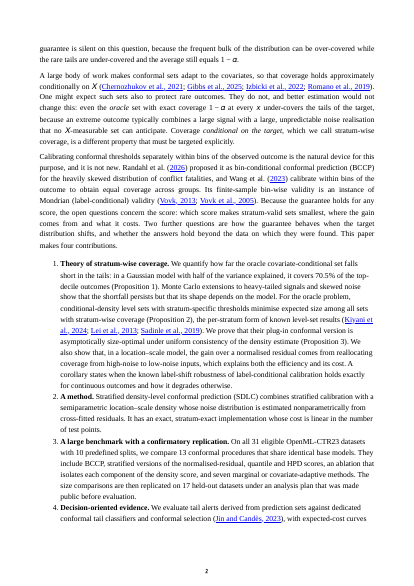 guarantee is silent on this question, because the frequent bulk of the distribution can be over-covered while
the rare tails are under-covered and the average still equals 1 − α.
A large body of work makes conformal sets adapt to the covariates, so that coverage holds approximately
conditionally on X (Chernozhukov et al., 2021; Gibbs et al., 2025; Izbicki et al., 2022; Romano et al., 2019).
One might expect such sets also to protect rare outcomes. They do not, and better estimation would not
change this: even the oracle set with exact coverage 1 − α at every x under-covers the tails of the target,
because an extreme outcome typically combines a large signal with a large, unpredictable noise realisation
that no X-measurable set can anticipate. Coverage conditional on the target, which we call stratum-wise
coverage, is a different property that must be targeted explicitly.
Calibrating conformal thresholds separately within bins of the observed outcome is the natural device for this
purpose, and it is not new. Randahl et al. (2026) proposed it as bin-conditional conformal prediction (BCCP)
for the heavily skewed distribution of conflict fatalities, and Wang et al. (2023) calibrate within bins of the
outcome to obtain equal coverage across groups. Its finite-sample bin-wise validity is an instance of
Mondrian (label-conditional) validity (Vovk, 2013; Vovk et al., 2005). Because the guarantee holds for any
score, the open questions concern the score: which score makes stratum-valid sets smallest, where the gain
comes from and what it costs. Two further questions are how the guarantee behaves when the target
distribution shifts, and whether the answers hold beyond the data on which they were found. This paper
makes four contributions.
1. Theory of stratum-wise coverage. We quantify how far the oracle covariate-conditional set falls
short in the tails: in a Gaussian model with half of the variance explained, it covers 70.5% of the top-
decile outcomes (Proposition 1). Monte Carlo extensions to heavy-tailed signals and skewed noise
show that the shortfall persists but that its shape depends on the model. For the oracle problem,
conditional-density level sets with stratum-specific thresholds minimise expected size among all sets
with stratum-wise coverage (Proposition 2), the per-stratum form of known level-set results (Kiyani
et al., 2024; Lei et al., 2013; Sadinle et al., 2019). We prove that their plug-in conformal version is
asymptotically size-optimal under uniform consistency of the density estimate (Proposition 3). We
also show that, in a location–scale model, the gain over a normalised residual comes from reallocating
coverage from high-noise to low-noise inputs, which explains both the efficiency and its cost. A
corollary states when the known label-shift robustness of label-conditional calibration holds exactly
for continuous outcomes and how it degrades otherwise.
2. A method. Stratified density-level conformal prediction (SDLC) combines stratified calibration with a
semiparametric location–scale density whose noise distribution is estimated nonparametrically from
cross-fitted residuals. It has an exact, stratum-exact implementation whose cost is linear in the number
of test points.
3. A large benchmark with a confirmatory replication. On all 31 eligible OpenML-CTR23 datasets
with 10 predefined splits, we compare 13 conformal procedures that share identical base models. They
include BCCP, stratified versions of the normalised-residual, quantile and HPD scores, an ablation that
isolates each component of the density score, and seven marginal or covariate-adaptive methods. The
size comparisons are then replicated on 17 held-out datasets under an analysis plan that was made
public before evaluation.
4. Decision-oriented evidence. We evaluate tail alerts derived from prediction sets against dedicated
conformal tail classifiers and conformal selection (Jin and Candès, 2023), with expected-cost curves
2